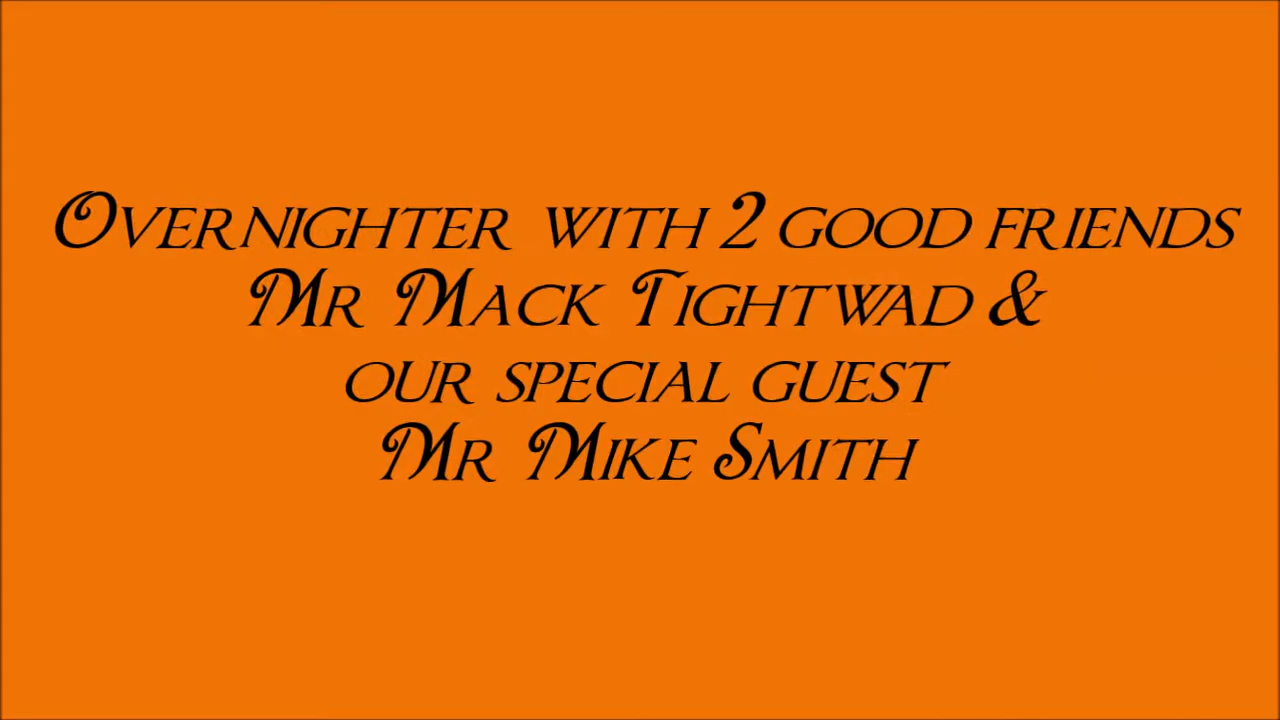 Overnighter with 2 good friends
Mr Mack Tightwad &
our special guest
Mr Mike Smith